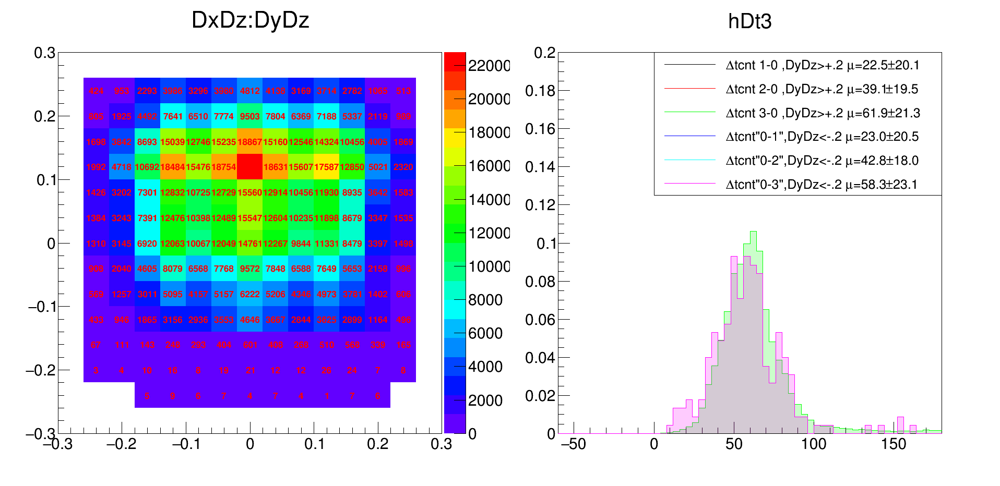 DxDz:DyDz
hDt3
0.3
0.2
0.1
0
−0.1
−0.2
−0.3
424 953 2293 3986 3296 3980 4812 4138 3169 3714 2782 1065 513
805 1925 4492 7641 6510 7774 9503 7804 6369 7188 5337 2119 989
1698 3842 8693 15039 12746 15235 18867 15160 12546 14324 10456 4005 1869
1992 4718 10692 18484 15476 18754 18631 15607 17587 12850 5021 2320
1426 3202 7301 12832 10725 12729 15560 12914 10456 11930 8935 3642 1583
1384 3243 7391 12476 10398 12489 15547 12604 10235 11898 8679 3347 1535
1310 3145 6920 12063 10067 12049 14761 12267 9844 11331 8479 3397 1498
908 2040 4605 8079 6568 7768 9572 7848 6588 7649 5653 2158 996
569 1257 3011 5095 4157 5157 6222 5206 4346 4973 3781 1402 606
433 946 1865 3156 2936 3553 4646 3667 2844 3625 2899 1164 496
67 111 143 248 293 404 601 408 268 510 568 339 165
3 4 10 16 8 19 21 12 12 26 24 7 8
5 9 6 7 4 7 4 1 7 6
−0.3 −0.2 −0.1 0 0.1 0.2 0.3
22000
20000
18000
16000
14000
12000
10000
8000
6000
4000
2000
0
0.2
0.18
0.16
0.14
0.12
0.1
0.08
0.06
0.04
0.02
0
−50 0 50 100 150
Δtcnt 1-0 ,DyDz>+.2 μ=22.5±20.1
Δtcnt 2-0 ,DyDz>+.2 μ=39.1±19.5
Δtcnt 3-0 ,DyDz>+.2 μ=61.9±21.3
Δtcnt"0-1",DyDz<-.2 μ=23.0±20.5
Δtcnt"0-2",DyDz<-.2 μ=42.8±18.0
Δtcnt"0-3",DyDz<-.2 μ=58.3±23.1